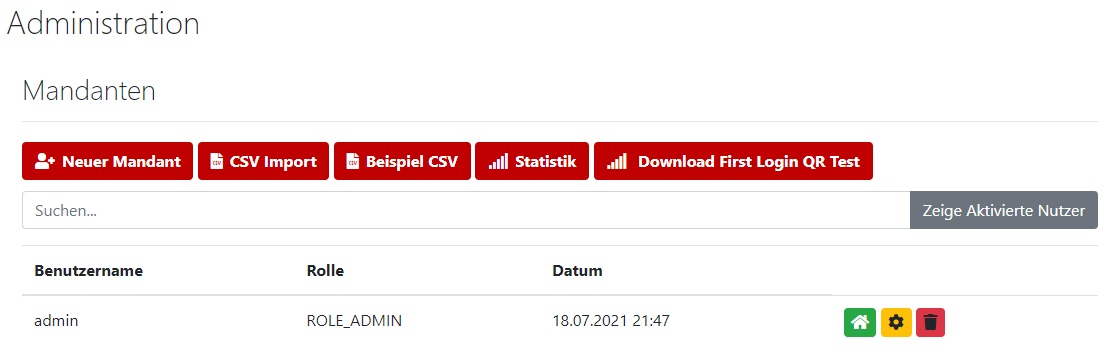 Administration
Mandanten
Neuer Mandant CSV Import Beispiel CSV Statistik Download First Login QR Test
Suchen... Zeige Aktivierte Nutzer
Benutzername Rolle Datum
admin ROLE_ADMIN 18.07.2021 21:47